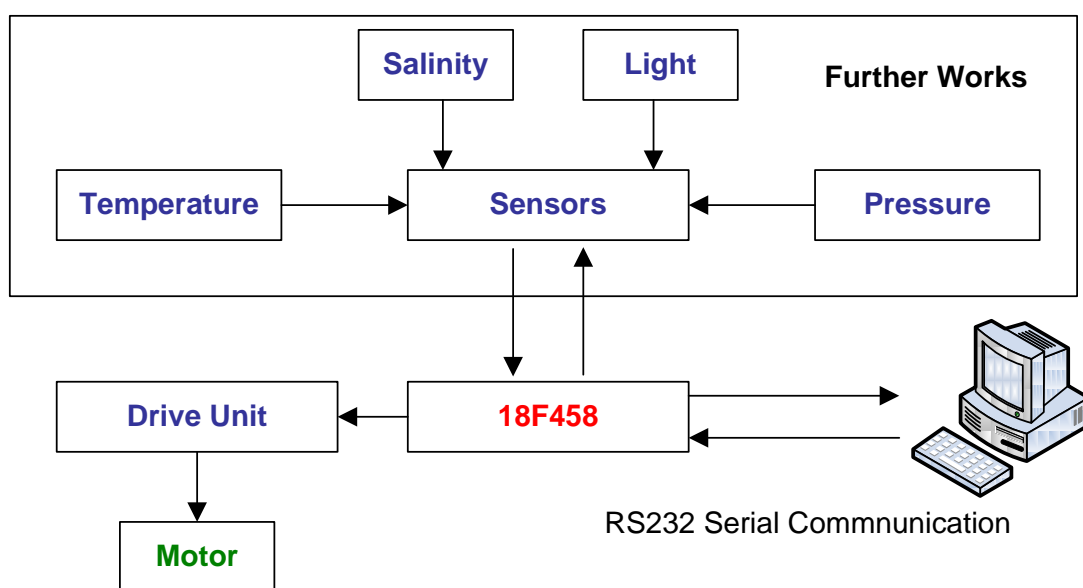 Salinity
Light
Further Works
Temperature
Sensors
Pressure
Drive Unit
18F458
RS232 Serial Commnunication
Motor